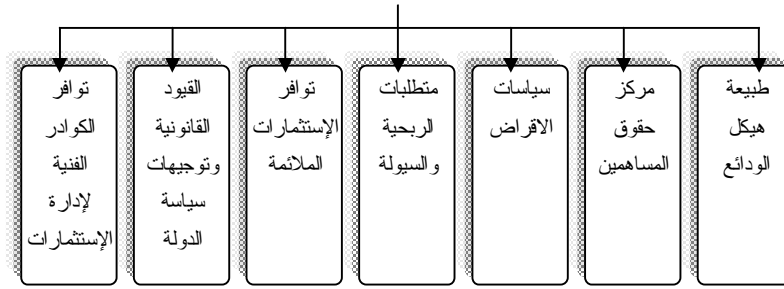 طبيعة
هيكل
الودائع
مركز
حقوق
المساهمين
سياسات
الاقراض
متطلبات
الربحية
والسيولة
توافر
الإستثمارات
الملائمة
القيود
القانونية
وتوجيهات
سياسة
الدولة
توافر
الكوادر
الفنية
لإدارة
الإستثمارات